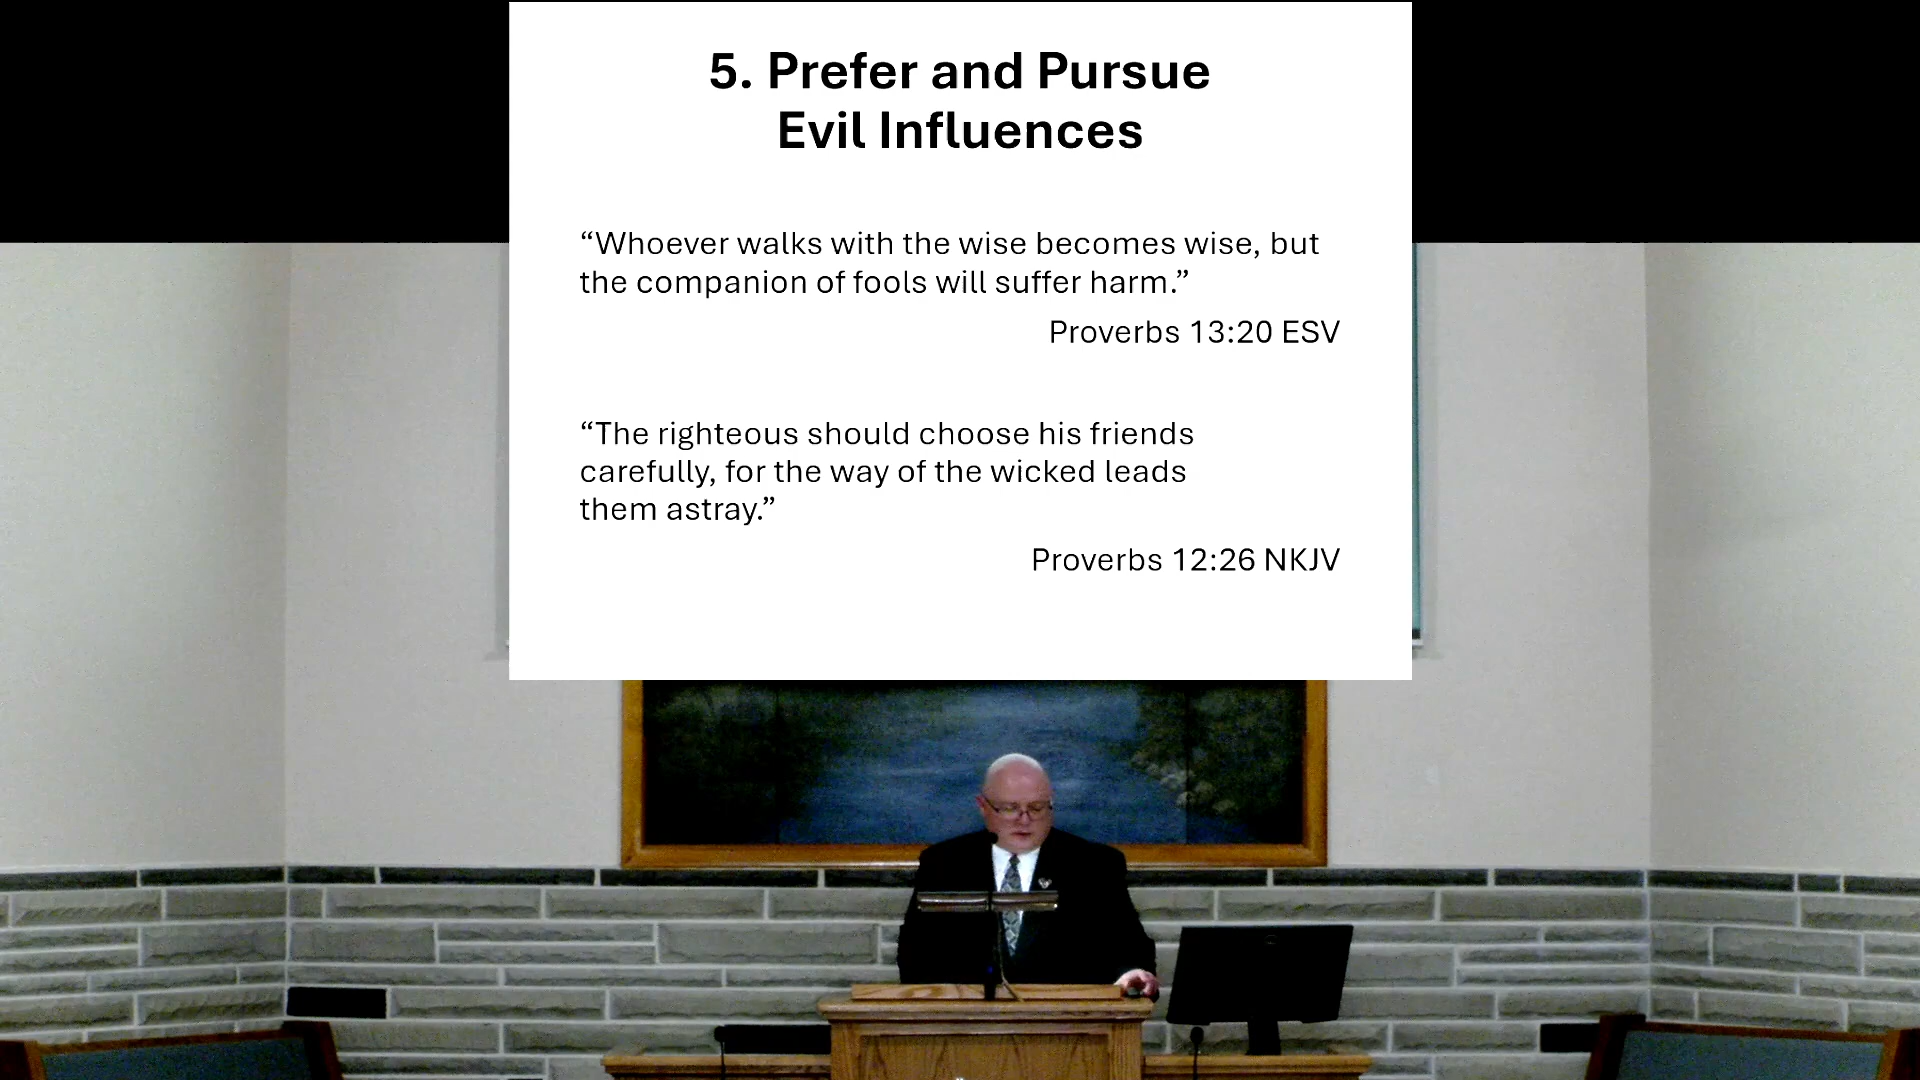 5. Prefer and Pursue
Evil Influences
“Whoever walks with the wise becomes wise, but
the companion of fools will suffer harm.”
Proverbs 13:20 ESV
“The righteous should choose his friends
carefully, for the way of the wicked leads
them astray.”
Proverbs 12:26 NKJV